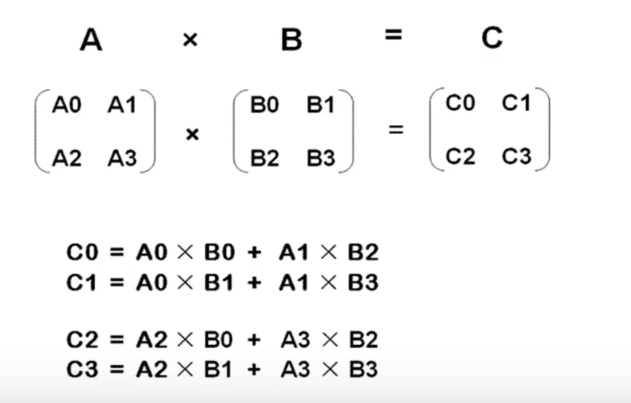 A × B = C
A0 A1 B0 B1 C0 C1
× =
A2 A3 B2 B3 C2 C3
C0 = A0 × B0 + A1 × B2
C1 = A0 × B1 + A1 × B3
C2 = A2 × B0 + A3 × B2
C3 = A2 × B1 + A3 × B3